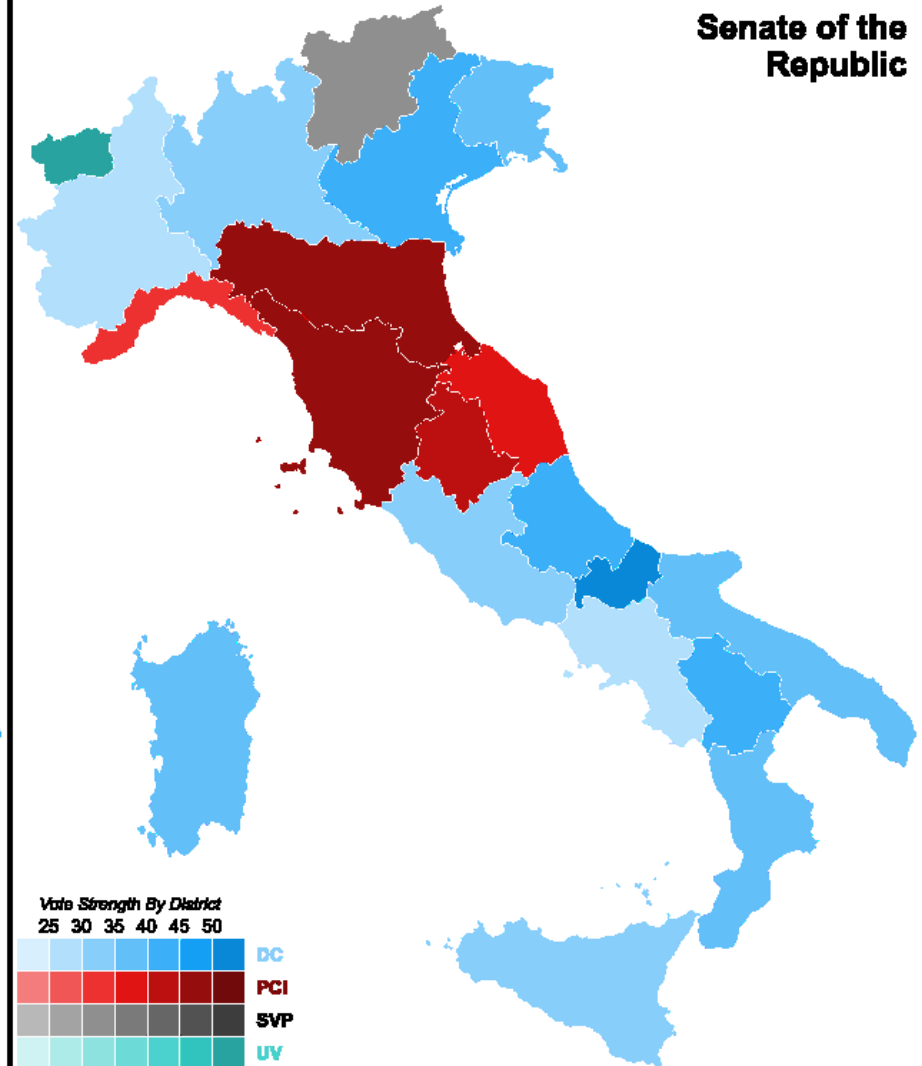 Senate of the
Republic
Vote Strength By District
25 30 35 40 45 50
DC
PCI
SVP
UV